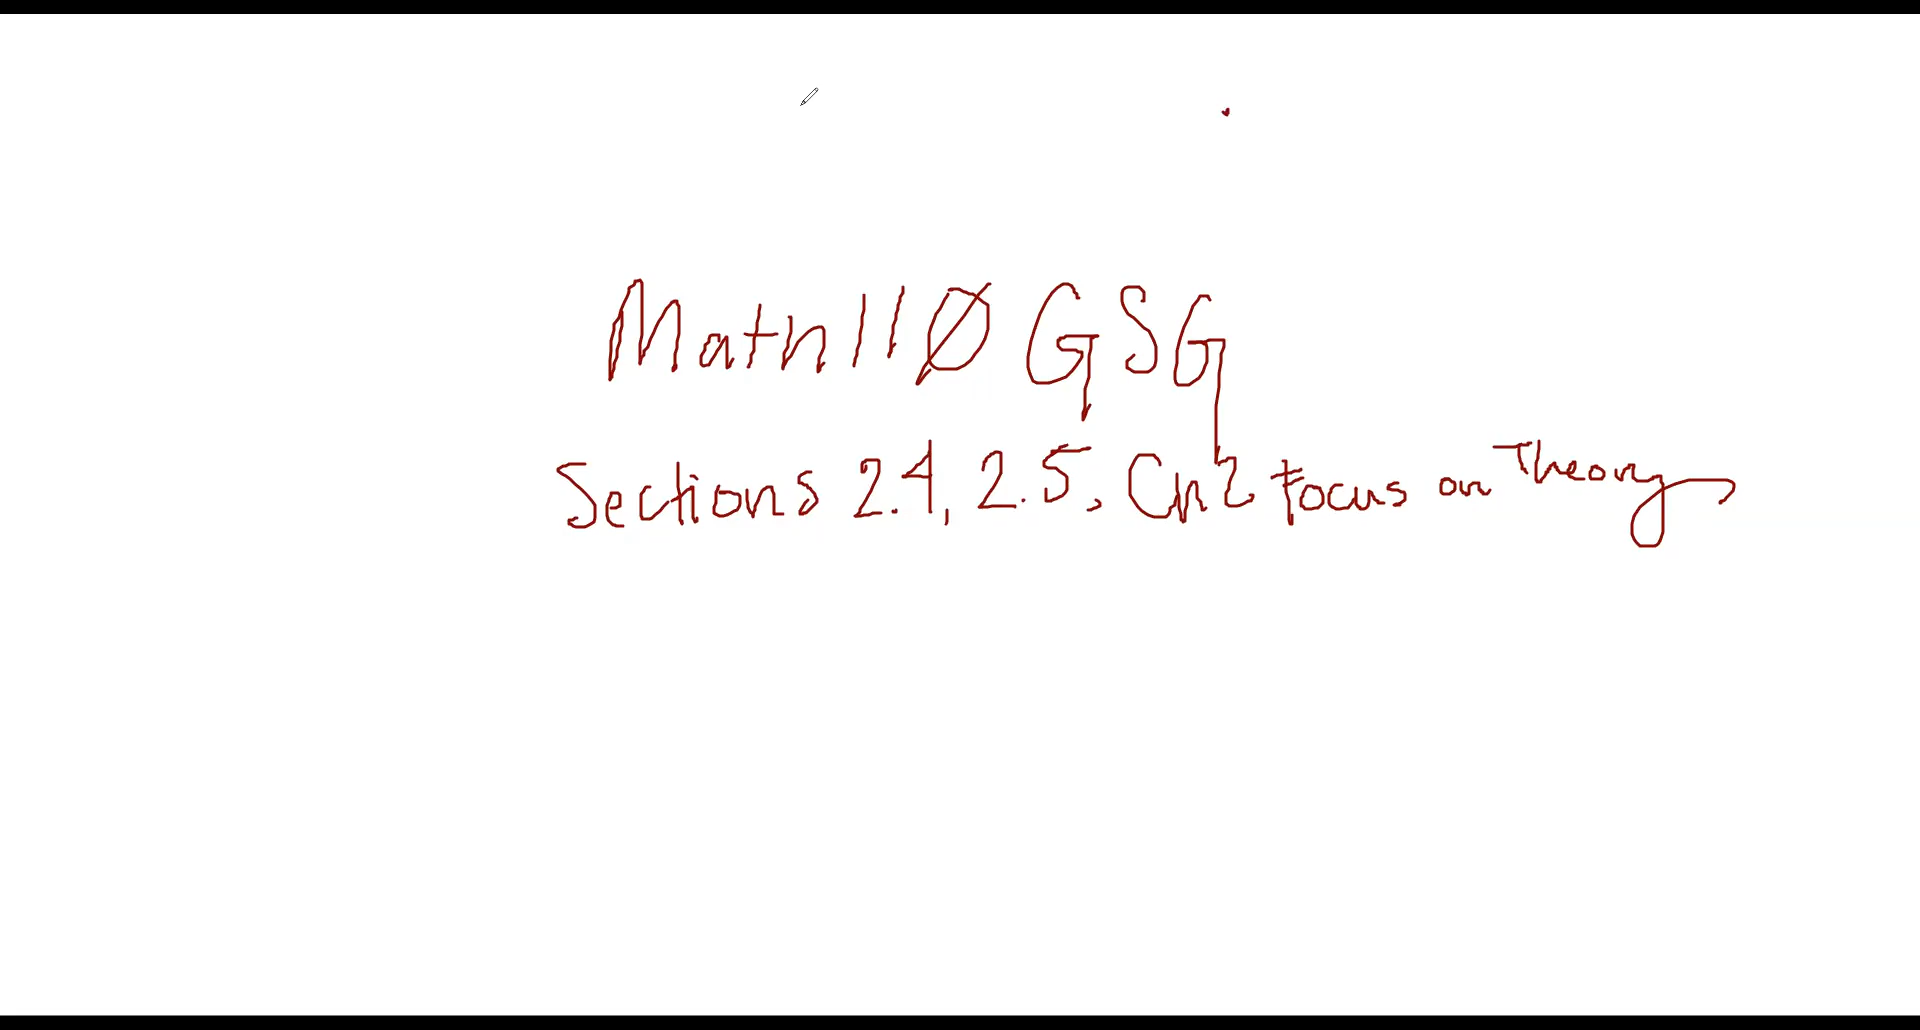 Math 110 GSG
Sections 2.4, 2.5, Ch 2 focus on Theory